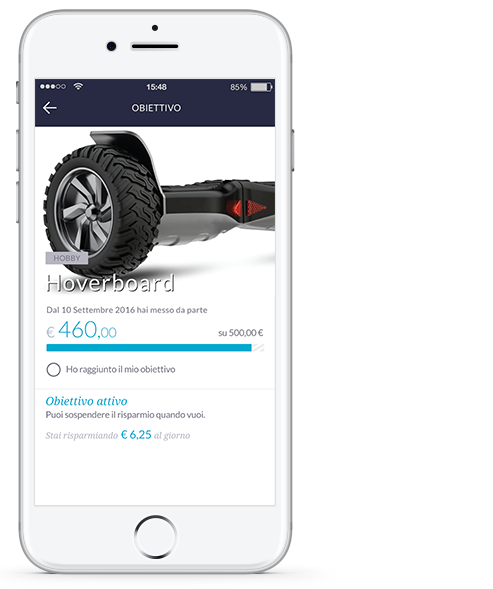 15:48
85%
OBIETTIVO
HOBBY
Hoverboard
Dal 10 Settembre 2016 hai messo da parte
€ 460,00
su 500,00 €
Ho raggiunto il mio obiettivo
Obiettivo attivo
Puoi sospendere il risparmio quando vuoi.
Stai risparmiando € 6,25 al giorno